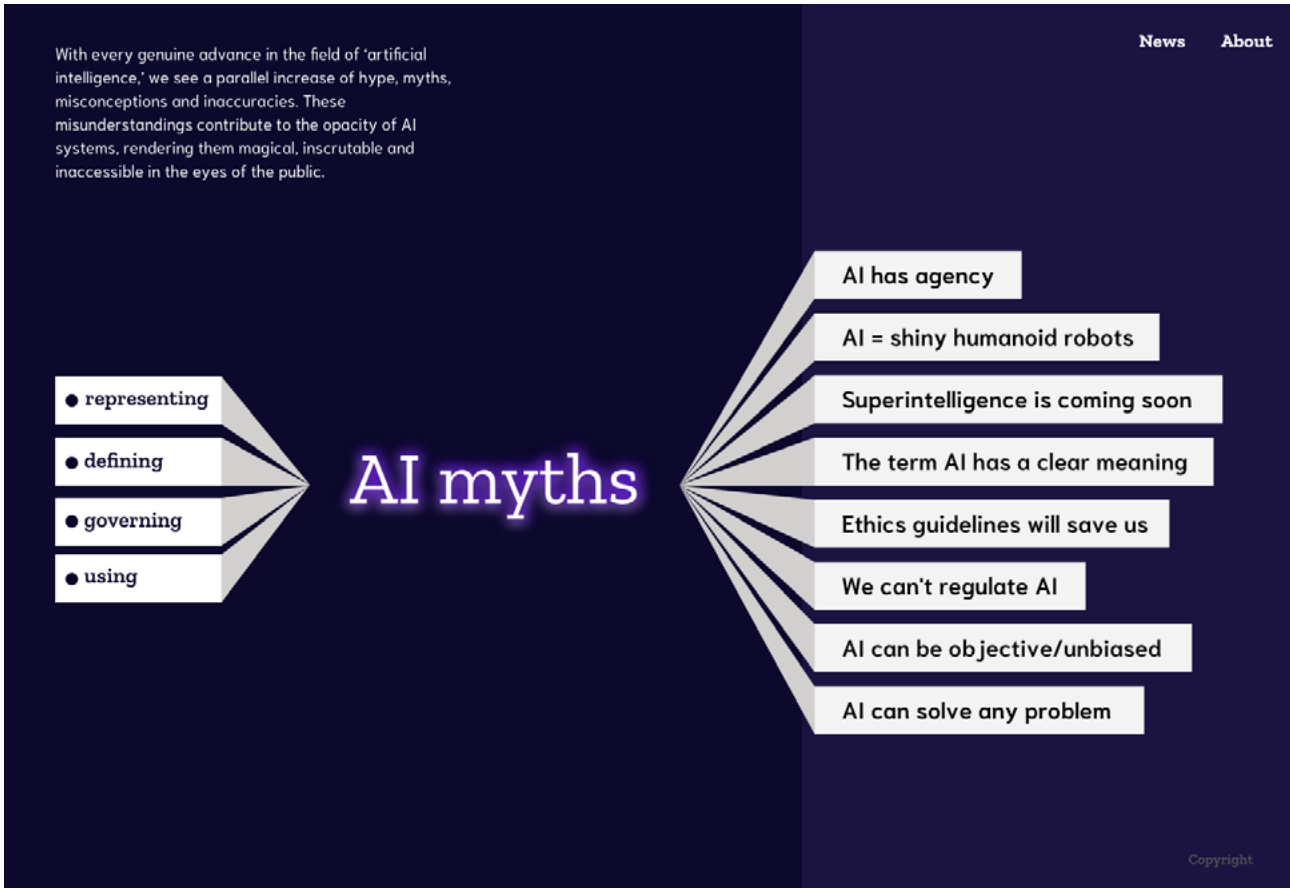 News About
With every genuine advance in the field of ‘artificial
intelligence,’ we see a parallel increase of hype, myths,
misconceptions and inaccuracies. These
misunderstandings contribute to the opacity of AI
systems, rendering them magical, inscrutable and
inaccessible in the eyes of the public.
representing
defining
governing
using
AI myths
AI has agency
AI = shiny humanoid robots
Superintelligence is coming soon
The term AI has a clear meaning
Ethics guidelines will save us
We can't regulate AI
AI can be objective/unbiased
AI can solve any problem
Copyright